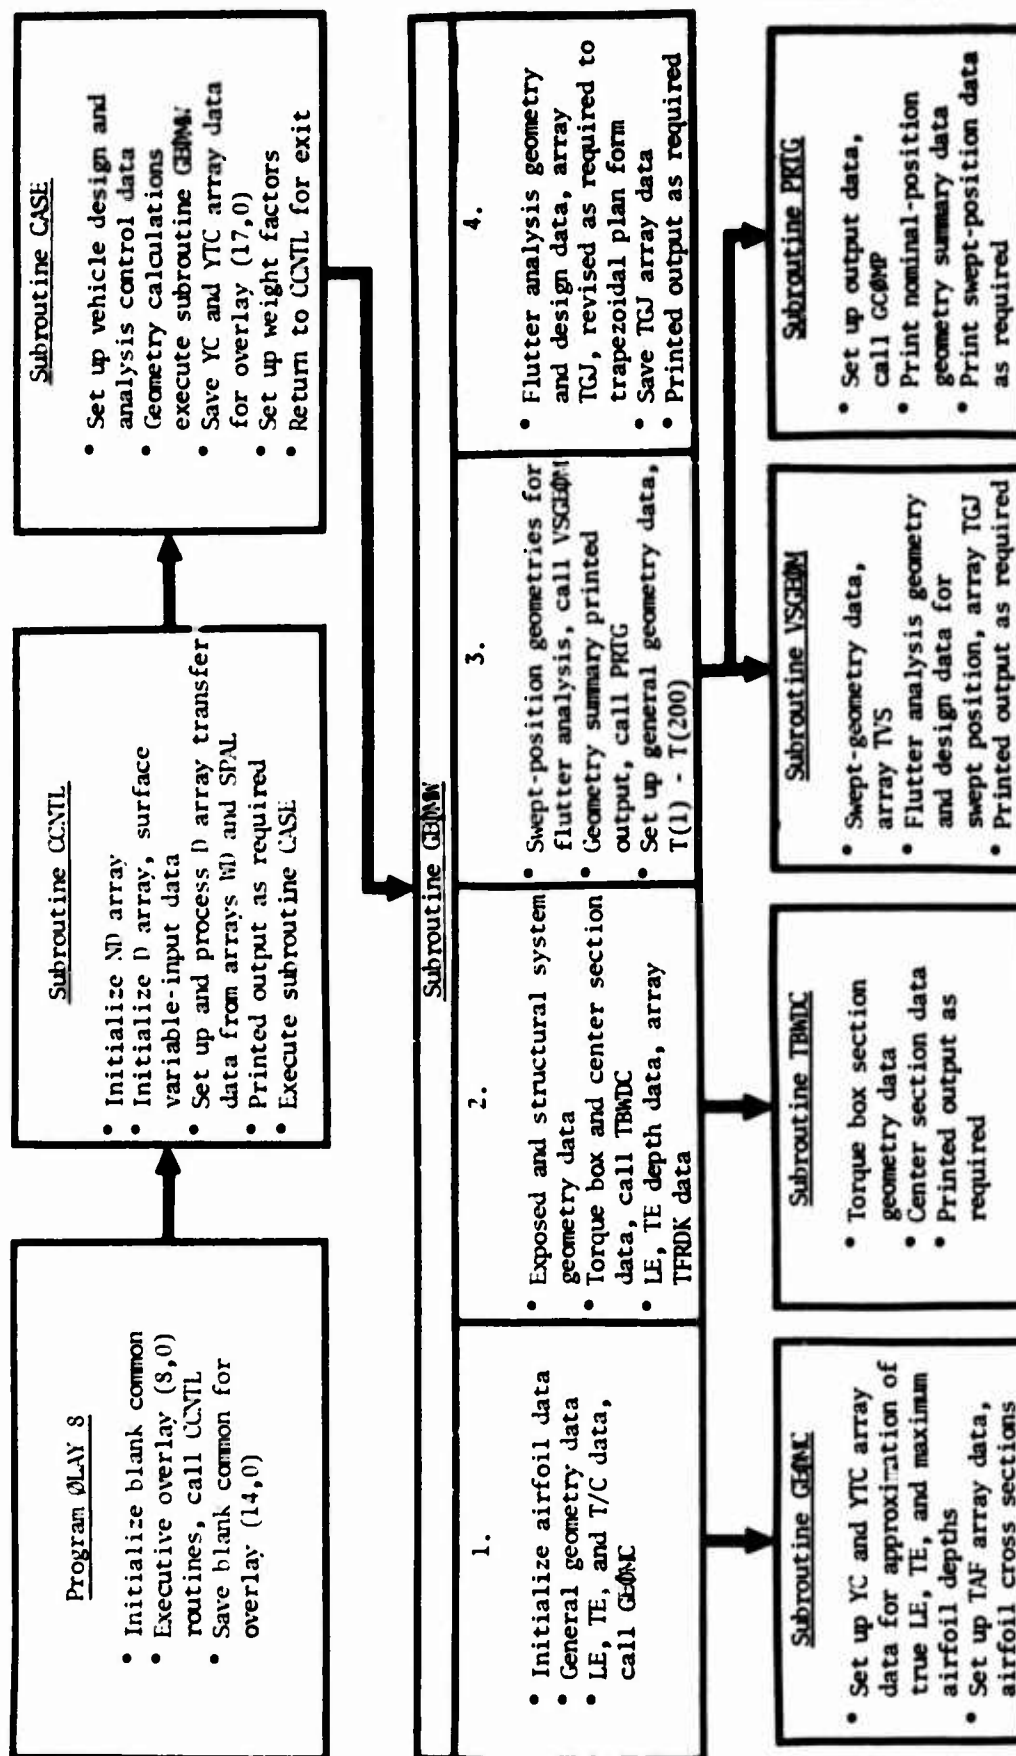 Program ØLAY 8
• Initialize blank common
• Executive overlay (8,0)
routines, call CCNTL
• Save blank common for
overlay (14,0)
Subroutine CCNTL
• Initialize ND array
• Initialize D array, surface
variable-input data
• Set up and process D array transfer
data from arrays WD and SPAL
• Printed output as required
• Execute subroutine CASE
Subroutine CASE
• Set up vehicle design and
analysis control data
• Geometry calculations
execute subroutine GEØMW
• Save YC and YTC array data
for overlay (17,0)
• Set up weight factors
• Return to CCNTL for exit
Subroutine GEØMW
1.
• Initialize airfoil data
• General geometry data
• LE, TE, and T/C data,
call GEØMC
2.
• Exposed and structural system
geometry data
• Torque box and center section
data, call TBWDC
• LE, TE depth data, array
TFRDK data
3.
• Swept-position geometries for
flutter analysis, call VSGEØM
• Geometry summary printed
output, call PRTG
• Set up general geometry data,
T(1) - T(200)
4.
• Flutter analysis geometry
and design data, array
TGJ, revised as required to
trapezoidal plan form
• Save TGJ array data
• Printed output as required
Subroutine GEØMC
• Set up YC and YTC array
data for approximation of
true LE, TE, and maximum
airfoil depths
• Set up TAF array data,
airfoil cross sections
Subroutine TBWDC
• Torque box section
geometry data
• Center section data
• Printed output as
required
Subroutine VSGEØM
• Swept-geometry data,
array TVS
• Flutter analysis geometry
and design data for
swept position, array TGJ
• Printed output as required
Subroutine PRTG
• Set up output data,
call GCØMP
• Print nominal-position
geometry summary data
• Print swept-position data
as required